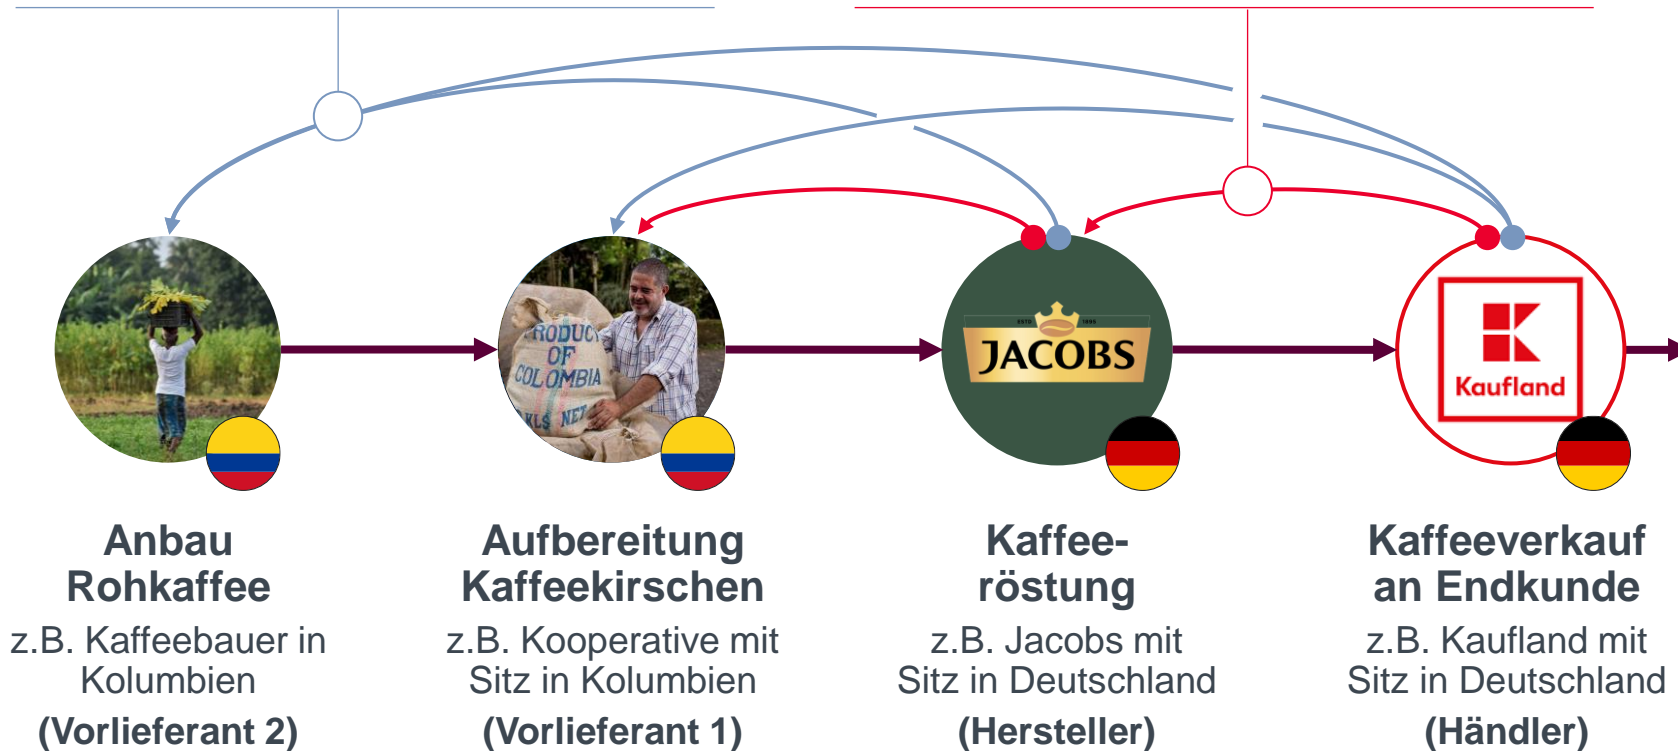 PRODUCT
OF
COLOMBIA
KLS NET
ESTD 1895
JACOBS
Kaufland
Anbau
Rohkaffee
z.B. Kaffeebauer in
Kolumbien
(Vorlieferant 2)
Aufbereitung
Kaffeekirschen
z.B. Kooperative mit
Sitz in Kolumbien
(Vorlieferant 1)
Kaffee-
röstung
z.B. Jacobs mit
Sitz in Deutschland
(Hersteller)
Kaffeeverkauf
an Endkunde
z.B. Kaufland mit
Sitz in Deutschland
(Händler)